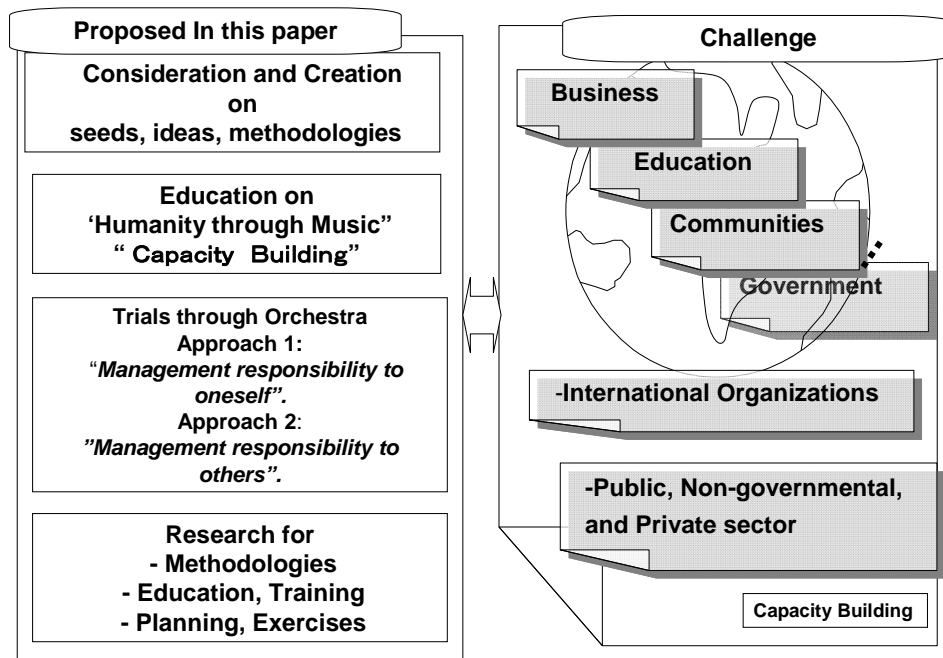 Proposed In this paper
Consideration and Creation
on
seeds, ideas, methodologies
Education on
‘Humanity through Music”
“ Capacity Building”
Trials through Orchestra
Approach 1:
“Management responsibility to
oneself”.
Approach 2:
”Management responsibility to
others”.
Research for
- Methodologies
- Education, Training
- Planning, Exercises
Challenge
Business
Education
Communities
Government
-International Organizations
-Public, Non-governmental,
and Private sector
Capacity Building